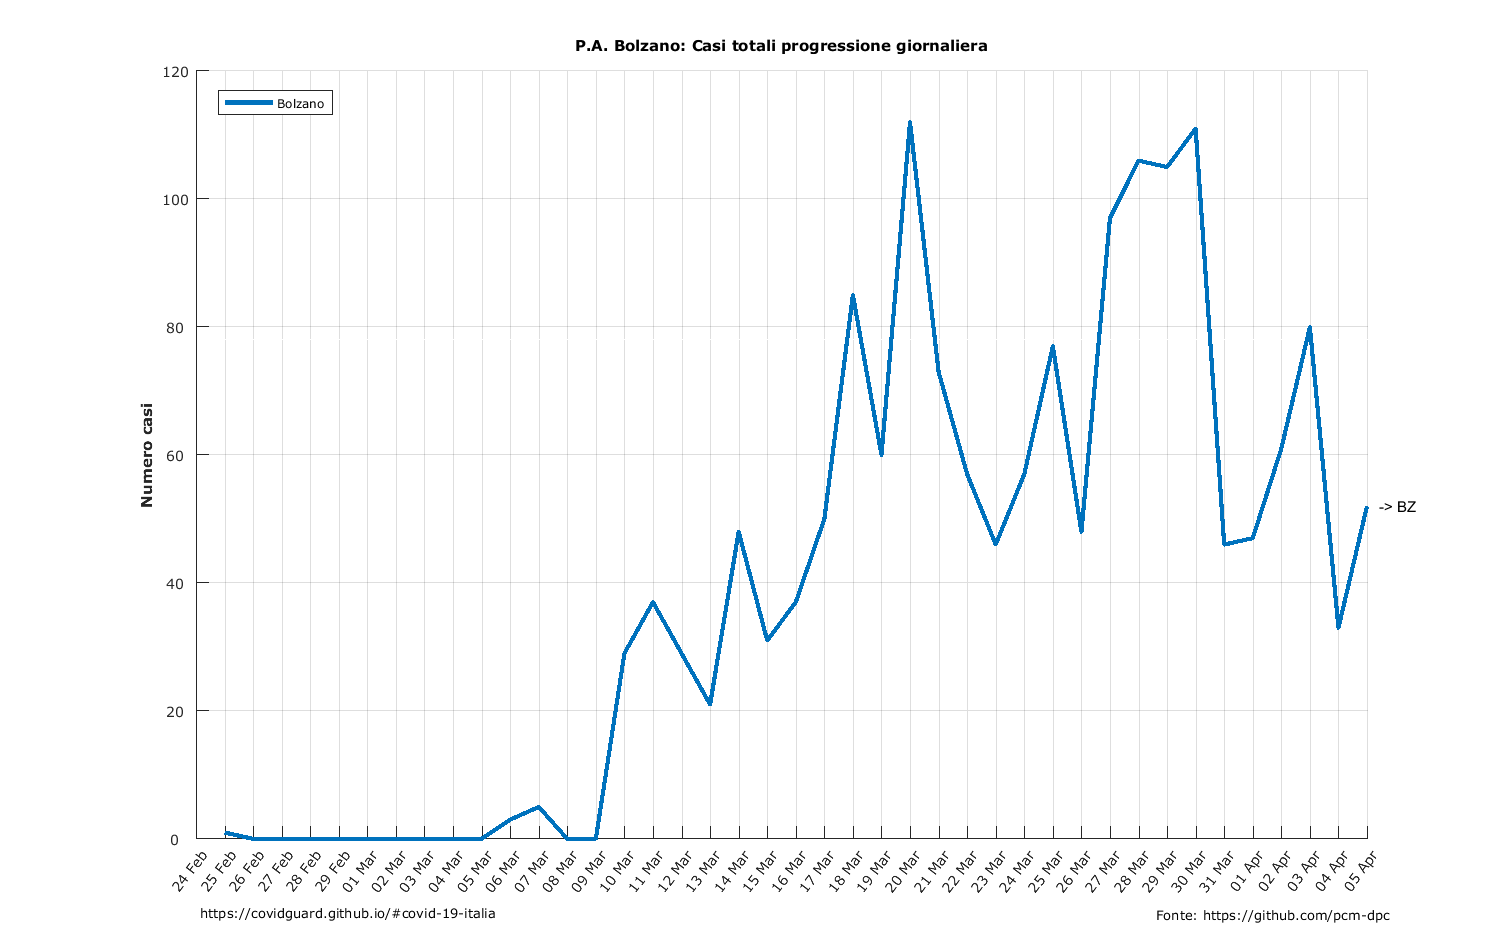 P.A. Bolzano: Casi totali progressione giornaliera
120
100
80
60
40
20
0
Numero casi
Bolzano
-> BZ
24 Feb
25 Feb
26 Feb
27 Feb
28 Feb
29 Feb
01 Mar
02 Mar
03 Mar
04 Mar
05 Mar
06 Mar
07 Mar
08 Mar
09 Mar
10 Mar
11 Mar
12 Mar
13 Mar
14 Mar
15 Mar
16 Mar
17 Mar
18 Mar
19 Mar
20 Mar
21 Mar
22 Mar
23 Mar
24 Mar
25 Mar
26 Mar
27 Mar
28 Mar
29 Mar
30 Mar
31 Mar
01 Apr
02 Apr
03 Apr
04 Apr
05 Apr
https://covidguard.github.io/#covid-19-italia
Fonte: https://github.com/pcm-dpc